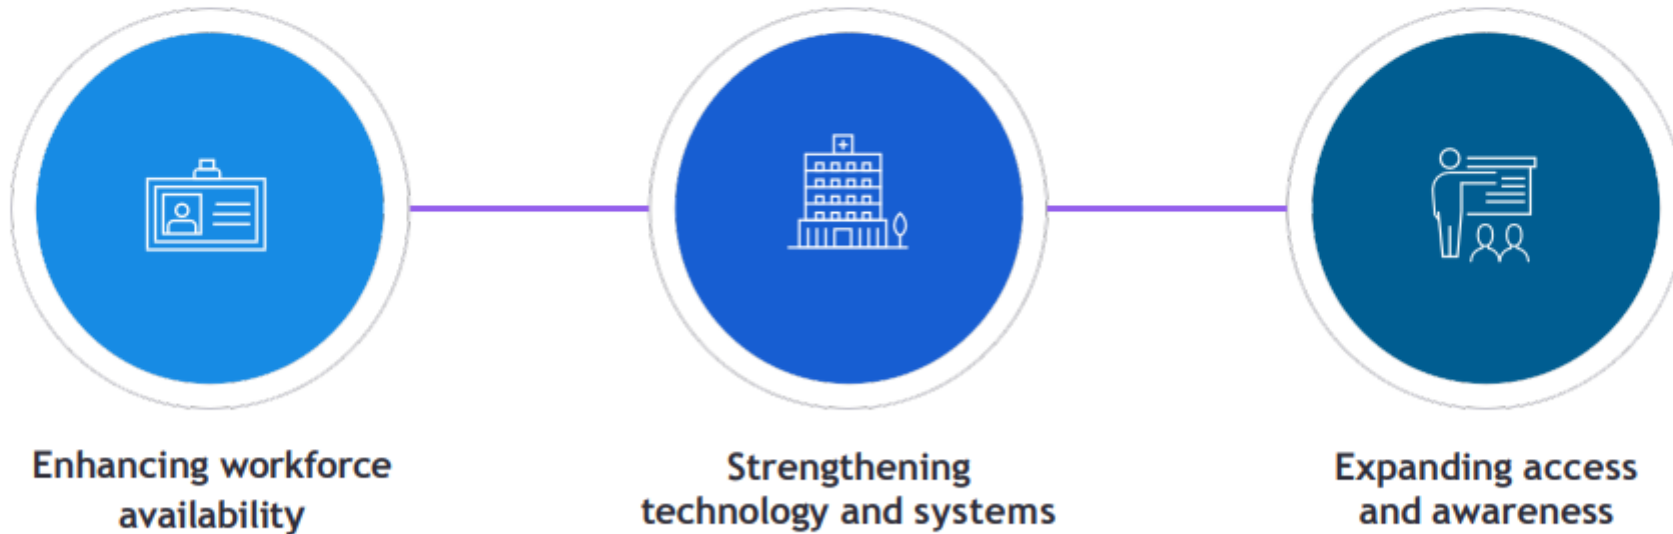 Enhancing workforce
availability
Strengthening
technology and systems
Expanding access
and awareness